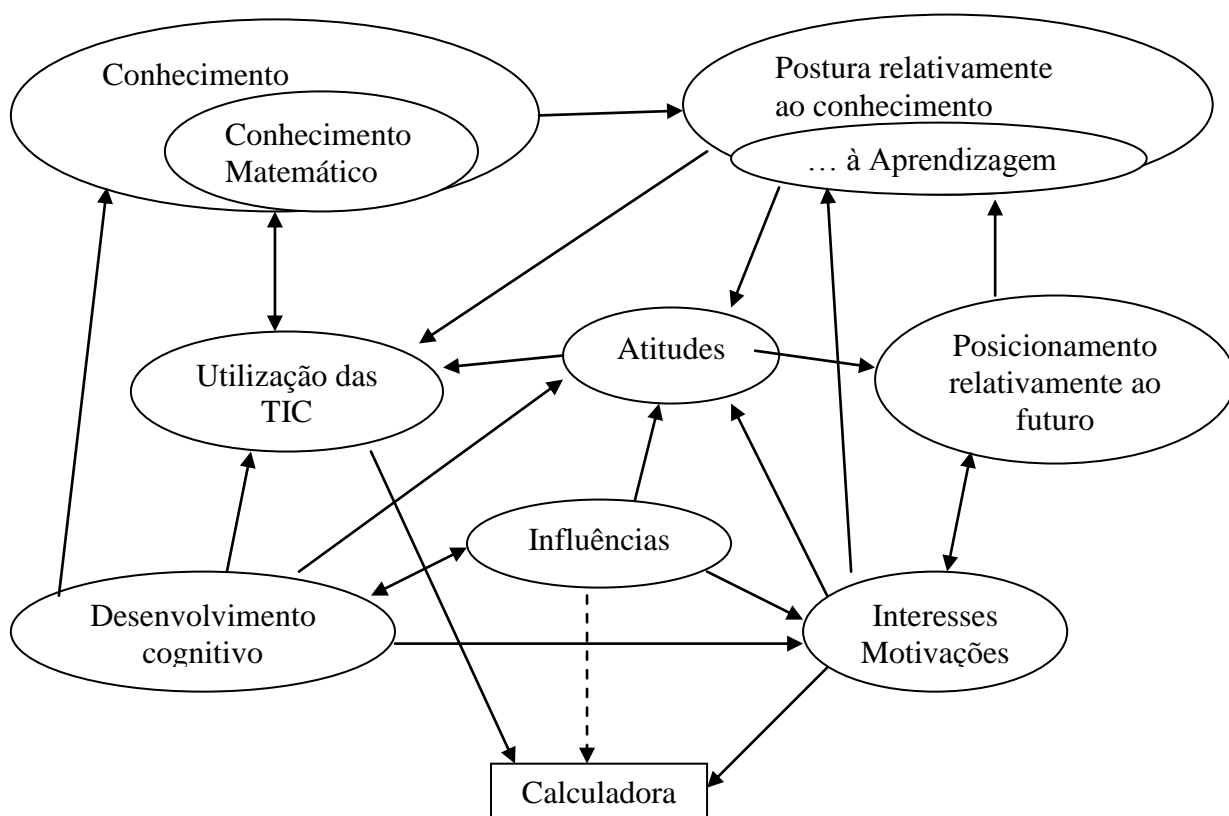 Conhecimento
Conhecimento
Matemático
Postura relativamente
ao conhecimento
… à Aprendizagem
Utilização das
TIC
Atitudes
Posicionamento
relativamente ao
futuro
Influências
Desenvolvimento
cognitivo
Interesses
Motivações
Calculadora